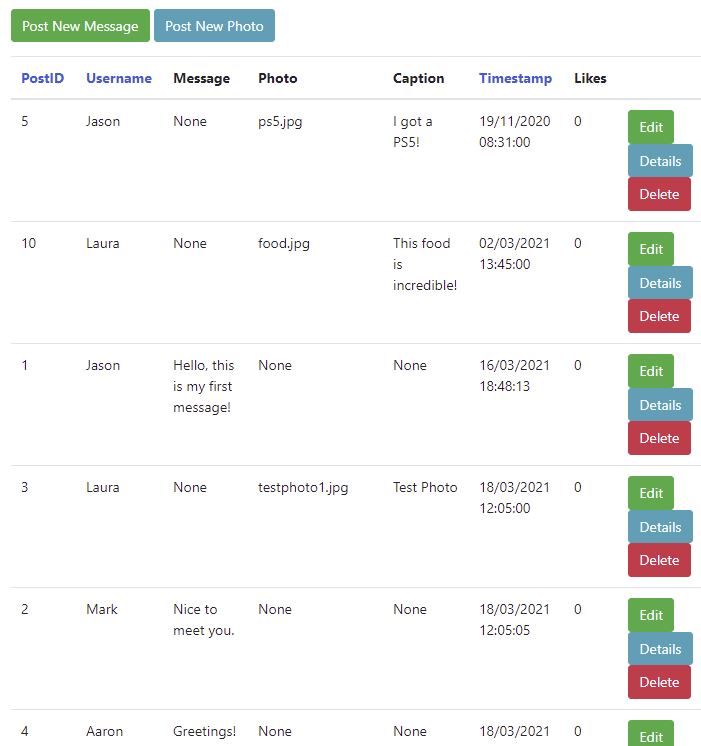 Post New Message Post New Photo
PostID Username Message Photo Caption Timestamp Likes
5 Jason None ps5.jpg I got a 19/11/2020 0 Edit
PS5! 08:31:00
Details
Delete
10 Laura None food.jpg This food 02/03/2021 0 Edit
is 13:45:00
incredible! Details
Delete
1 Jason Hello, this None None 16/03/2021 0 Edit
is my first 18:48:13
message! Details
Delete
3 Laura None testphoto1.jpg Test Photo 18/03/2021 0 Edit
12:05:00
Details
Delete
2 Mark Nice to None None 18/03/2021 0 Edit
meet you. 12:05:05
Details
Delete
4 Aaron Greetings! None None 18/03/2021 0 Edit